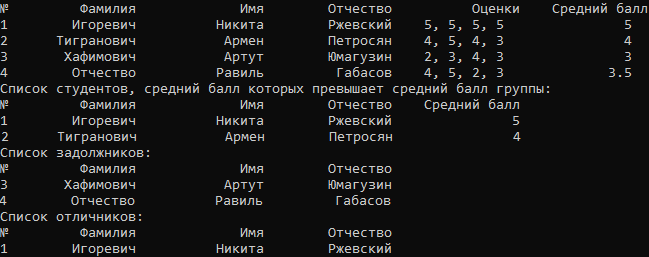 № Фамилия Имя Отчество Оценки Средний балл
1 Игоревич Никита Ржевский 5, 5, 5, 5 5
2 Тигранович Армен Петросян 4, 5, 4, 3 4
3 Хафимович Артут Юмагузин 2, 3, 4, 3 3
4 Отчество Равиль Габасов 4, 5, 2, 3 3.5
Список студентов, средний балл которых превышает средний балл группы:
№ Фамилия Имя Отчество Средний балл
1 Игоревич Никита Ржевский 5
2 Тигранович Армен Петросян 4
Список задолжников:
№ Фамилия Имя Отчество
3 Хафимович Артут Юмагузин
4 Отчество Равиль Габасов
Список отличников:
№ Фамилия Имя Отчество
1 Игоревич Никита Ржевский